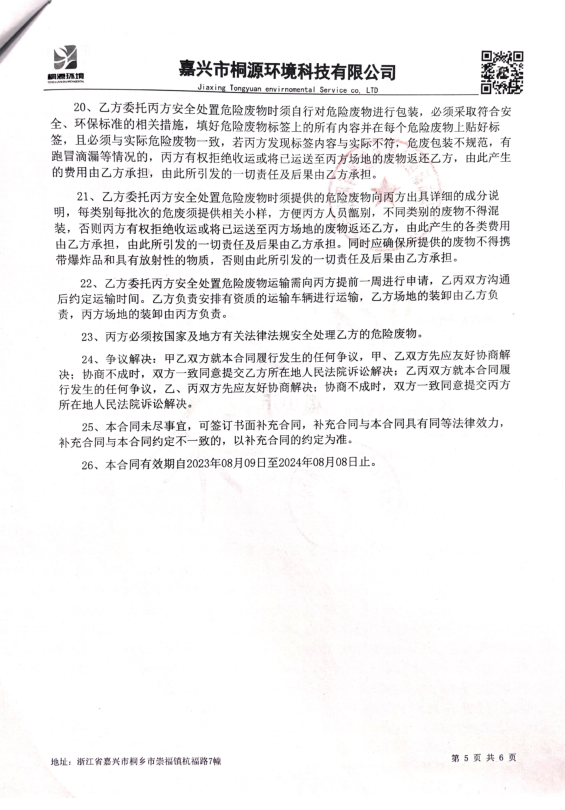 桐源环境
嘉兴市桐源环境科技有限公司
Jiaxing Tongyuan envirnomental Service co, LTD
20、乙方委托丙方安全处置危险废物时须自行对危险废物进行包装，必须采取符合安
全、环保标准的相关措施，填好危险废物标签上的所有内容并在每个危险废物上贴好标
签，且必须与实际危险废物一致，若丙方发现标签内容与实际不符，危废包装不规范，有
跑冒滴漏等情况的，丙方有权拒绝收运或将已运送至丙方场地的废物返还乙方，由此产生
的费用由乙方承担，由此所引发的一切责任及后果由乙方承担。
21、乙方委托丙方安全处置危险废物时须提供的危险废物向丙方出具详细的成分说
明，每类别每批次的危废须提供相关小样，方便丙方人员甄别，不同类别的废物不得混
装，否则丙方有权拒绝收运或将已运送至丙方场地的废物返还乙方，由此产生的各类费用
由乙方承担，由此所引发的一切责任及后果由乙方承担。同时应确保所提供的废物不得携
带爆炸品和具有放射性的物质，否则由此所引发的一切责任及后果由乙方承担。
22、乙方委托丙方安全处置危险废物运输需向丙方提前一周进行申请，乙丙双方沟通
后约定运输时间。乙方负责安排有资质的运输车辆进行运输，乙方场地的装卸由乙方负
责，丙方场地的装卸由丙方负责。
23、丙方必须按国家及地方有关法律法规安全处理乙方的危险废物。
24、争议解决：甲乙双方就本合同履行发生的任何争议，甲、乙双方先应友好协商解
决；协商不成时，双方一致同意提交乙方所在地人民法院诉讼解决；乙丙双方就本合同履
行发生的任何争议，乙、丙双方先应友好协商解决；协商不成时，双方一致同意提交丙方
所在地人民法院诉讼解决。
25、本合同未尽事宜，可签订书面补充合同，补充合同与本合同具有同等法律效力，
补充合同与本合同约定不一致的，以补充合同的约定为准。
26、本合同有效期自2023年08月09日至2024年08月08日止。
地址：浙江省嘉兴市桐乡市崇福镇杭福路7幢
第 5 页 共 6 页